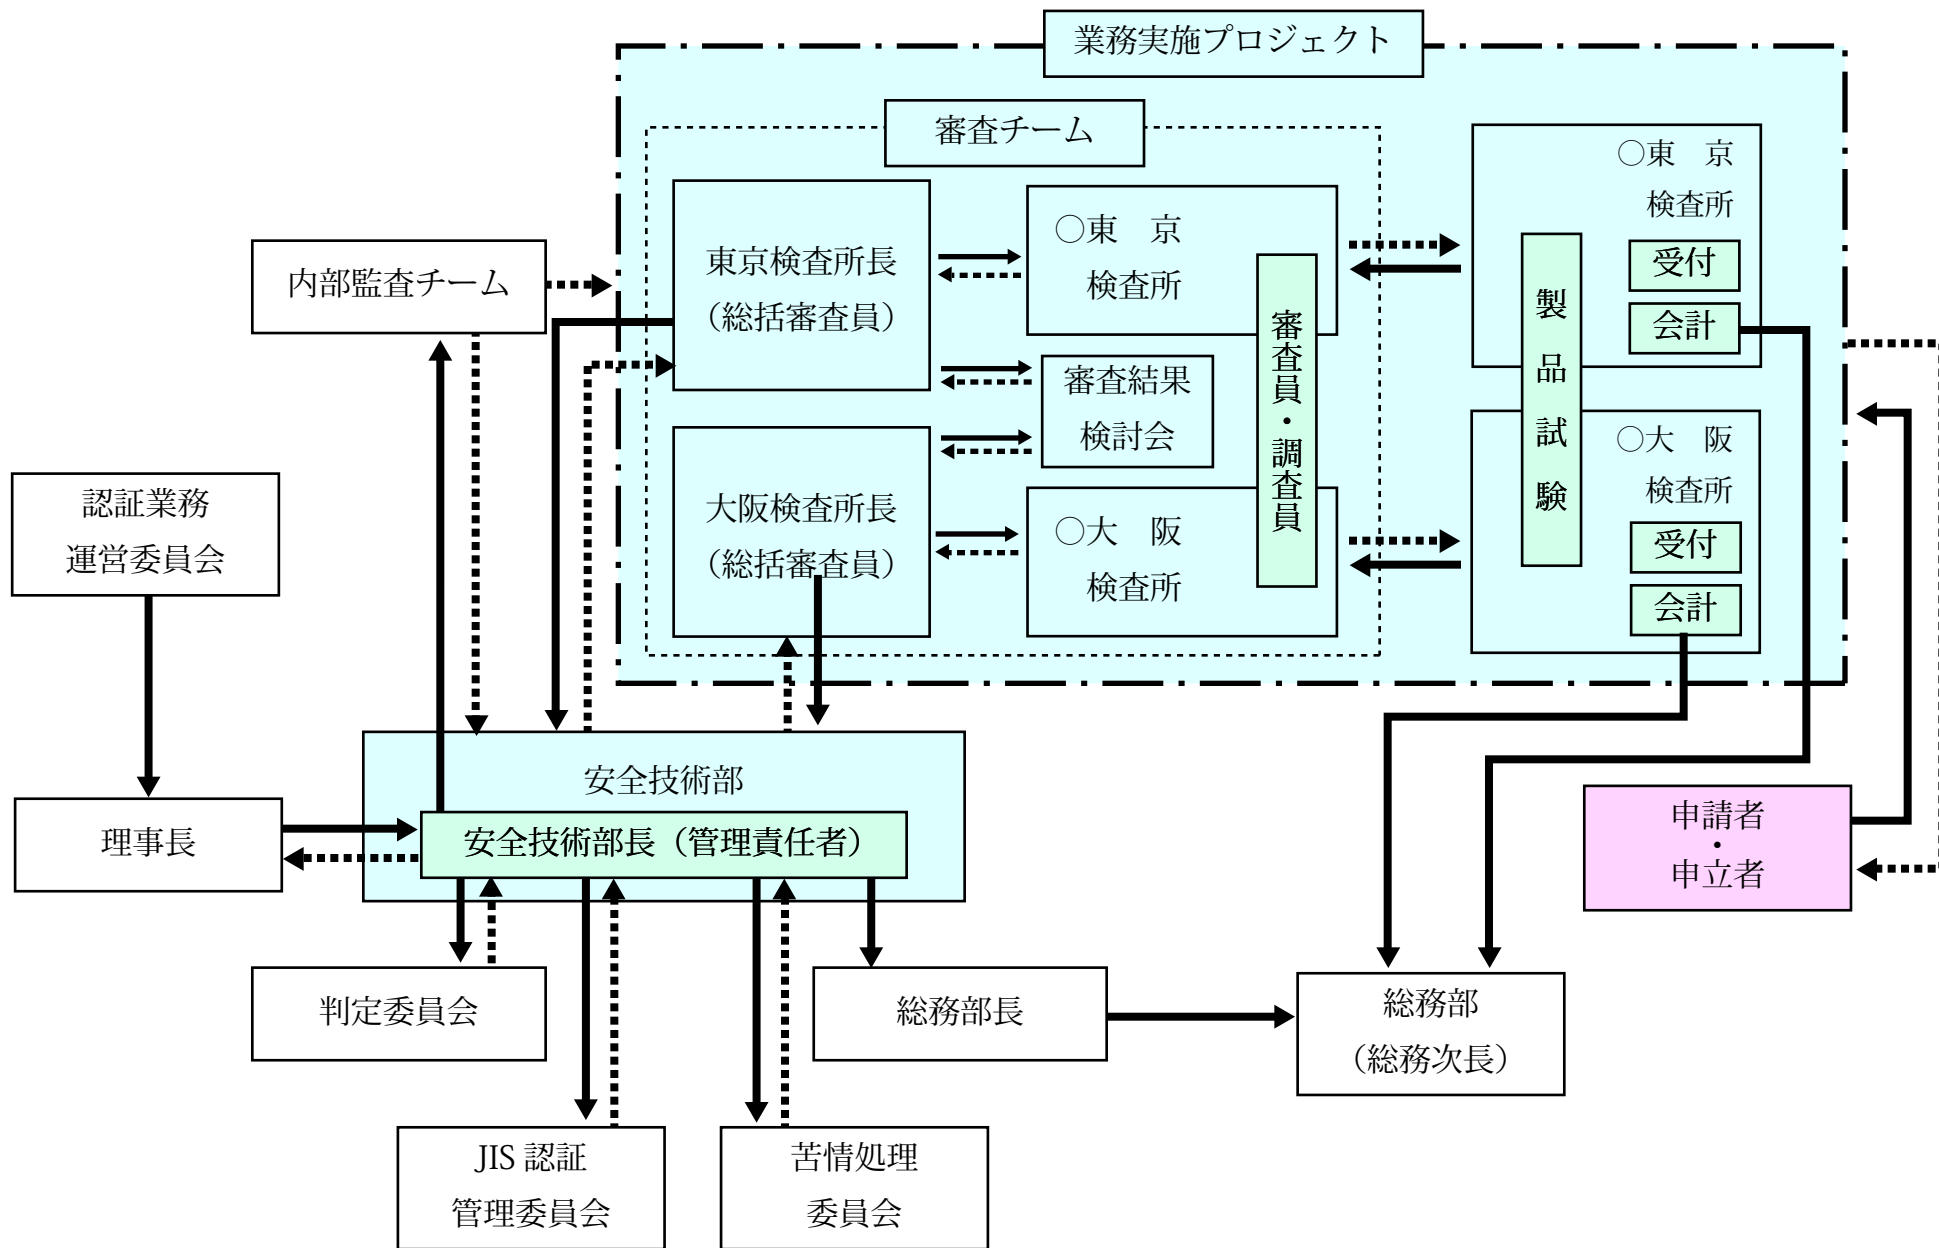 業務実施プロジェクト
審査チーム
○東　京
検査所
受付
会計
東京検査所長
（総括審査員）
○東　京
検査所
内部監査チーム
製品試験
審査員・調査員
審査結果
検討会
○大　阪
検査所
受付
会計
大阪検査所長
（総括審査員）
○大　阪
検査所
認証業務
運営委員会
安全技術部
理事長
安全技術部長（管理責任者）
申請者
・
申立者
判定委員会
総務部長
総務部
（総務次長）
JIS 認証
管理委員会
苦情処理
委員会